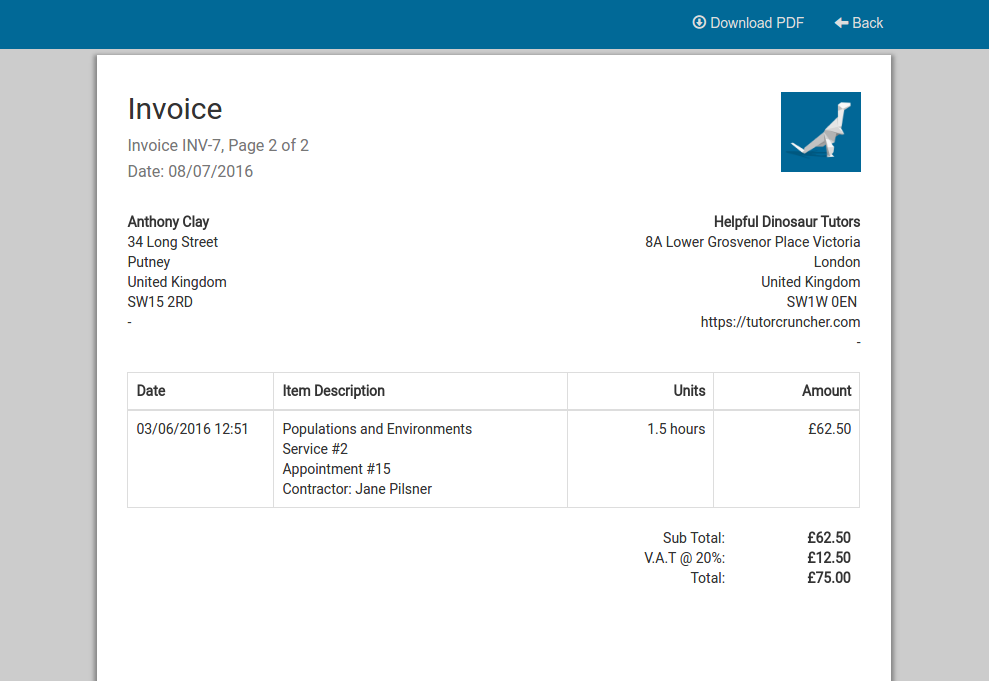 Download PDF
Back
Invoice
Invoice INV-7, Page 2 of 2
Date: 08/07/2016
Anthony Clay
34 Long Street
Putney
United Kingdom
SW15 2RD
-
Helpful Dinosaur Tutors
8A Lower Grosvenor Place Victoria
London
United Kingdom
SW1W 0EN
https://tutorcruncher.com
-
Date Item Description Units Amount
03/06/2016 12:51 Populations and Environments 1.5 hours £62.50
Service #2
Appointment #15
Contractor: Jane Pilsner
Sub Total: £62.50
V.A.T @ 20%: £12.50
Total: £75.00